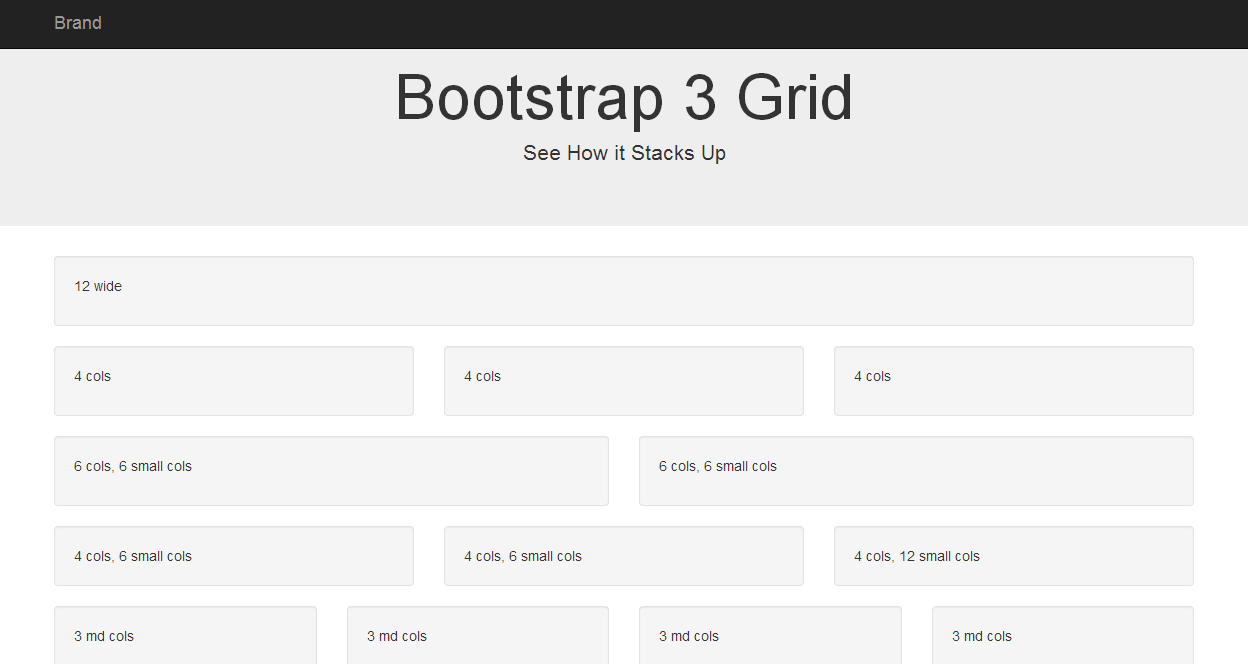 Brand
Bootstrap 3 Grid
See How it Stacks Up
12 wide
4 cols
4 cols
4 cols
6 cols, 6 small cols
6 cols, 6 small cols
4 cols, 6 small cols
4 cols, 6 small cols
4 cols, 12 small cols
3 md cols
3 md cols
3 md cols
3 md cols